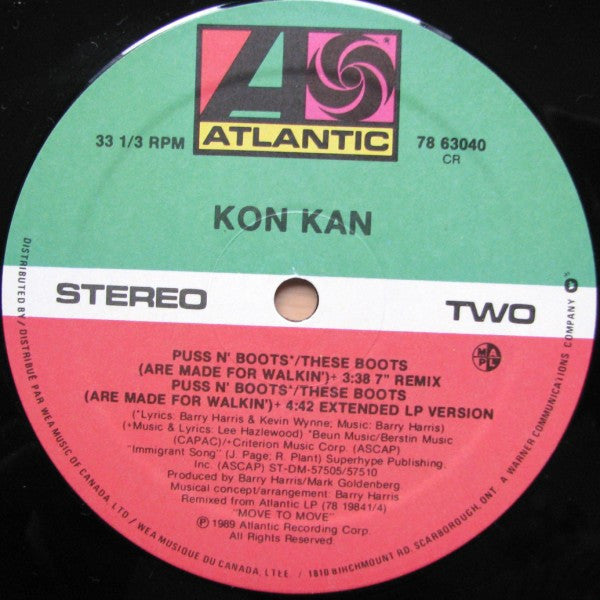 ATLANTIC
33 1/3 RPM
78 63040
CR
KON KAN
STEREO
TWO
PUSS N' BOOTS*/THESE BOOTS
(ARE MADE FOR WALKIN')+ 3:38 7" REMIX
PUSS N' BOOTS*/THESE BOOTS
(ARE MADE FOR WALKIN')+ 4:42 EXTENDED LP VERSION
(*Lyrics: Barry Harris & Kevin Wynne; Music: Barry Harris)
(+Music & Lyrics: Lee Hazlewood) *Beun Music/Berstin Music
(CAPAC)/+Criterion Music Corp. (ASCAP)
"Immigrant Song" (J. Page; R. Plant) Superhype Publishing.
Inc. (ASCAP) ST-DM-57505/57510
Produced by Barry Harris/Mark Goldenberg.
Musical concept/arrangement: Barry Harris
Remixed from Atlantic LP (78 19841/4)
"MOVE TO MOVE"
Ⓟ 1989 Atlantic Recording Corp.
All Rights Reserved.
M A P L
DISTRIBUTED BY / DISTRIBUÉ PAR WEA MUSIC OF CANADA, LTD / WEA MUSIQUE DU CANADA, LTÉE / 1810 BIRCHMOUNT RD, SCARBOROUGH, ONT. A WARNER COMMUNICATIONS COMPANY